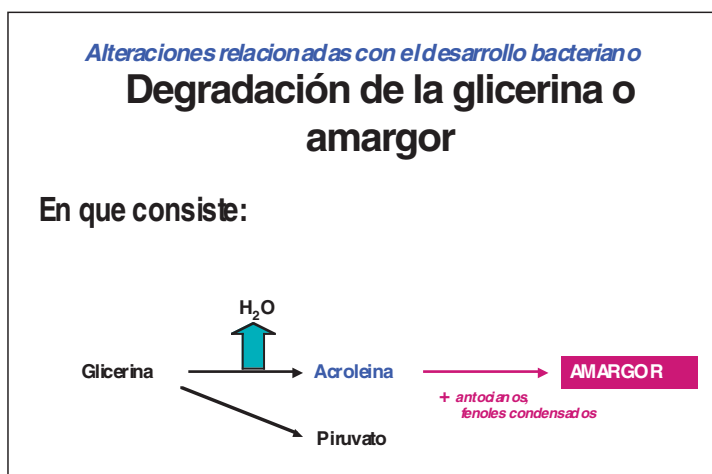 Alteraciones relacionadas con el desarrollo bacteriano
Degradación de la glicerina o
amargor
En que consiste:
H₂O
Glicerina
Acroleina
AMARGOR
+ antocianos,
fenoles condensados
Piruvato